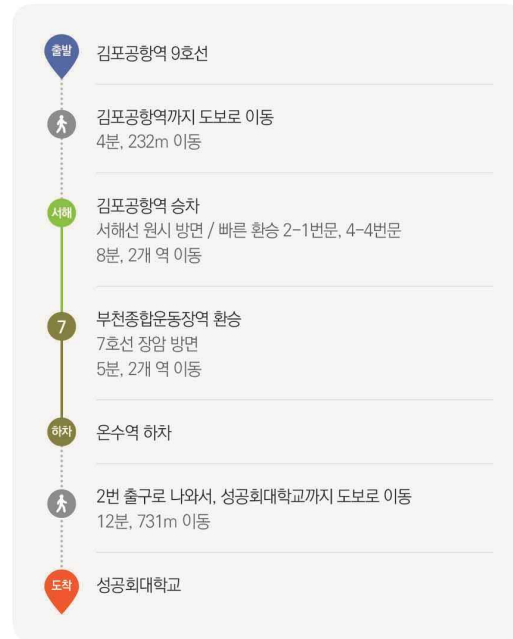 출발
김포공항역 9호선
김포공항역까지 도보로 이동
4분, 232m 이동
서해
김포공항역 승차
서해선 원시 방면 / 빠른 환승 2-1번문, 4-4번문
8분, 2개 역 이동
7
부천종합운동장역 환승
7호선 장암 방면
5분, 2개 역 이동
하차
온수역 하차
2번 출구로 나와서, 성공회대학교까지 도보로 이동
12분, 731m 이동
도착
성공회대학교